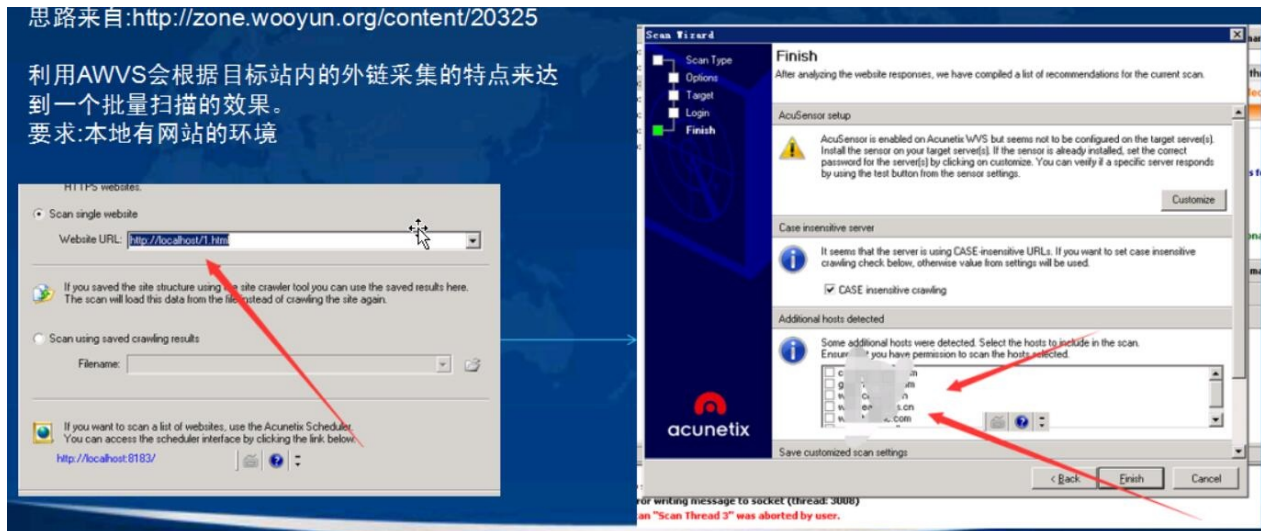 思路来自:http://zone.wooyun.org/content/20325
利用AWVS会根据目标站内的外链采集的特点来达
到一个批量扫描的效果。
要求:本地有网站的环境
HTTPS websites.
Scan single website
Website URL: http://localhost/1.html
If you saved the site structure using the site crawler tool you can use the saved results here.
The scan will load this data from the file instead of crawling the site again.
Scan using saved crawling results
Filename:
If you want to scan a list of websites, use the Acunetix Scheduler.
You can access the scheduler interface by clicking the link below.
http://localhost:8183/
Scan Wizard
Scan Type
Options
Target
Login
Finish
acunetix
Finish
After analyzing the website responses, we have compiled a list of recommendations for the current scan.
AcuSensor setup
AcuSensor is enabled on Acunetix WVS but seems not to be configured on the target server(s).
Install the sensor on your target server(s). If the sensor is already installed, set the correct
password for the server(s) by clicking on customize. You can verify if a specific server responds
by using the test button from the sensor settings.
Customize
Case insensitive server
It seems that the server is using CASE-insensitive URLs. If you want to set case insensitive
crawling check below, otherwise value from settings will be used.
CASE insensitive crawling
Additional hosts detected
Some additional hosts were detected. Select the hosts to include in the scan.
Ensure you have permission to scan the hosts selected.
.com
Save customized scan settings
< Back
Finish
Cancel
ror writing message to socket (thread: 3008)
can "Scan Thread 3" was aborted by user.